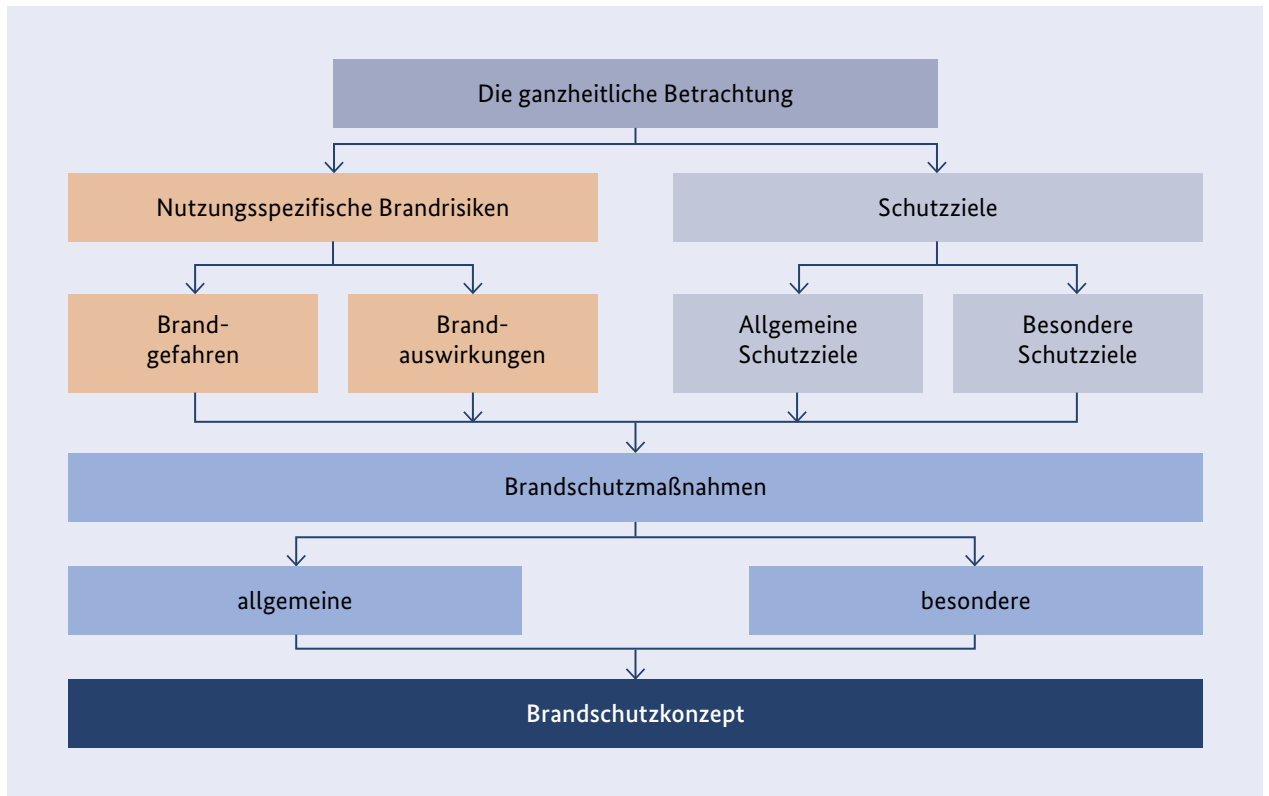 Die ganzheitliche Betrachtung
Nutzungsspezifische Brandrisiken
Schutzziele
Brand-
gefahren
Brand-
auswirkungen
Allgemeine
Schutzziele
Besondere
Schutzziele
Brandschutzmaßnahmen
allgemeine
besondere
Brandschutzkonzept